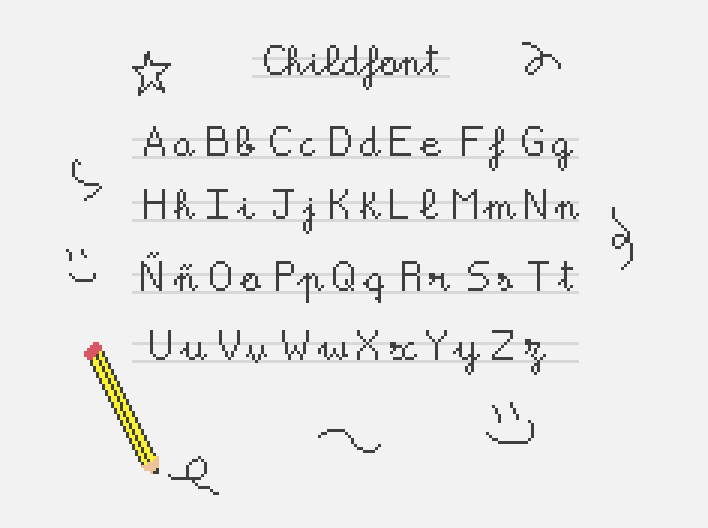 Childfont
Aa Bb Cc Dd Ee Ff Gg
Hh Ii Jj Kk Ll Mm Nn
Ññ Oo Pp Qq Rr Ss Tt
Uu Vv Ww Xx Yy Zz